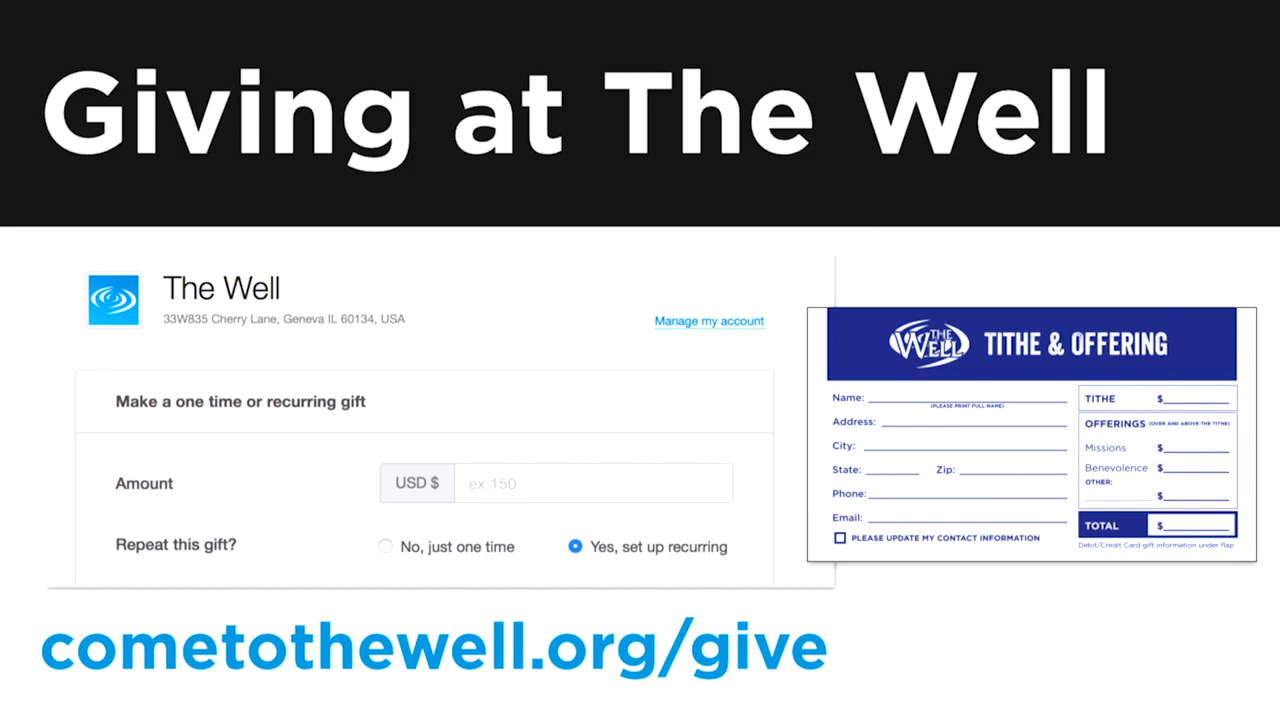 Giving at The Well
The Well
33W835 Cherry Lane, Geneva IL 60134, USA
Manage my account
Make a one time or recurring gift
Amount
USD $
ex 150
Repeat this gift?
No, just one time
Yes, set up recurring
THE WELL
TITHE & OFFERING
Name:
(PLEASE PRINT FULL NAME)
Address:
City:
State:
Zip:
Phone:
Email:
PLEASE UPDATE MY CONTACT INFORMATION
TITHE $
OFFERINGS (OVER AND ABOVE THE TITHE)
Missions $
Benevolence $
OTHER:
$
TOTAL $
Debit/Credit Card gift information under flap
cometothewell.org/give